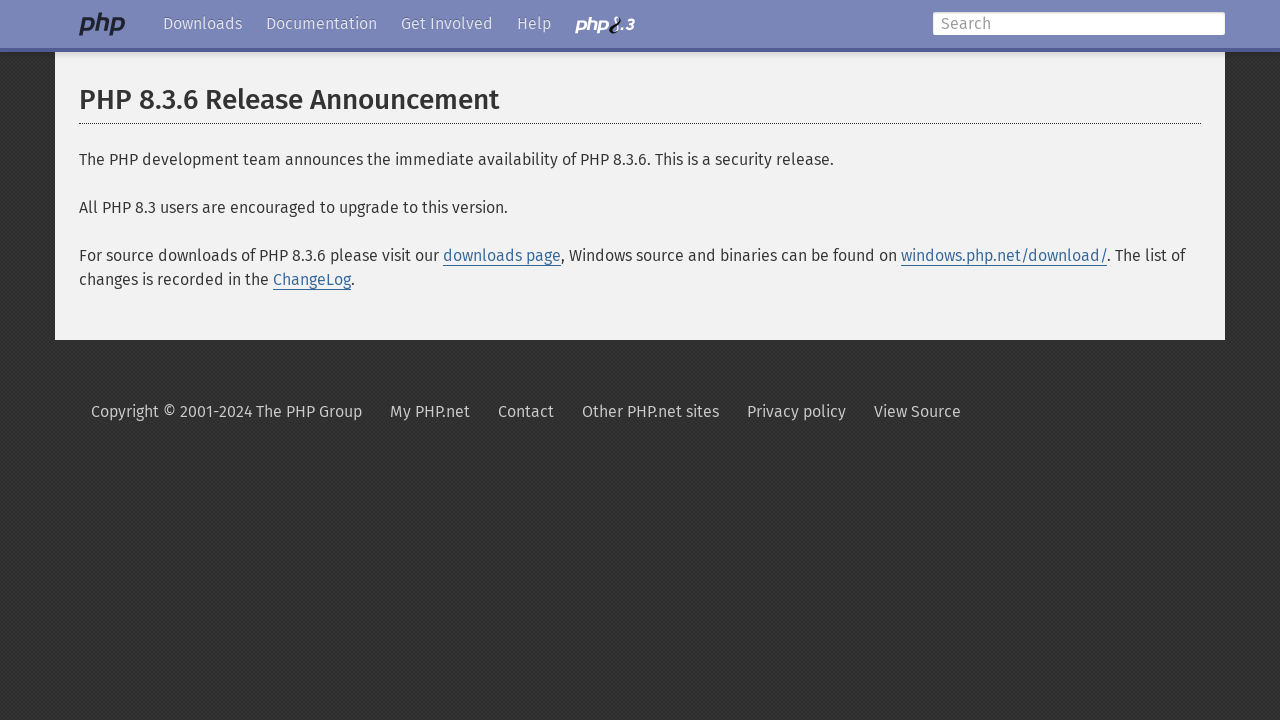 php Downloads Documentation Get Involved Help php8.3 Search
PHP 8.3.6 Release Announcement
The PHP development team announces the immediate availability of PHP 8.3.6. This is a security release.
All PHP 8.3 users are encouraged to upgrade to this version.
For source downloads of PHP 8.3.6 please visit our downloads page, Windows source and binaries can be found on windows.php.net/download/. The list of
changes is recorded in the ChangeLog.
Copyright © 2001-2024 The PHP Group My PHP.net Contact Other PHP.net sites Privacy policy View Source